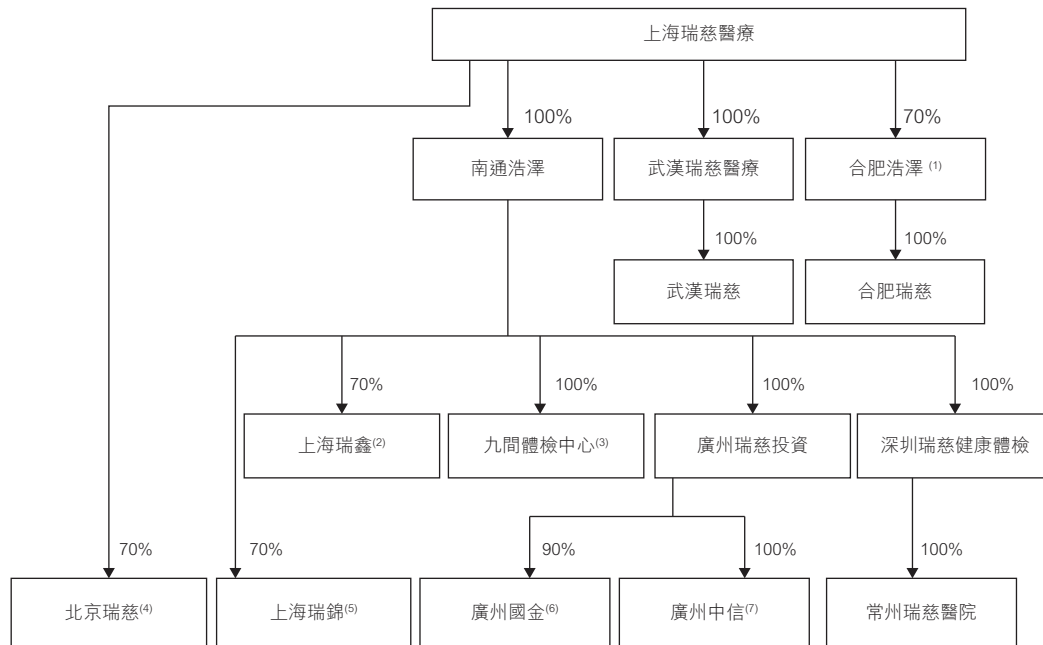 上海瑞慈醫療
100%
100%
70%
南通浩澤
武漢瑞慈醫療
合肥浩澤 (1)
100%
100%
武漢瑞慈
合肥瑞慈
70%
100%
100%
100%
上海瑞鑫(2)
九間體檢中心(3)
廣州瑞慈投資
深圳瑞慈健康體檢
70%
70%
90%
100%
100%
北京瑞慈(4)
上海瑞錦(5)
廣州國金(6)
廣州中信(7)
常州瑞慈醫院